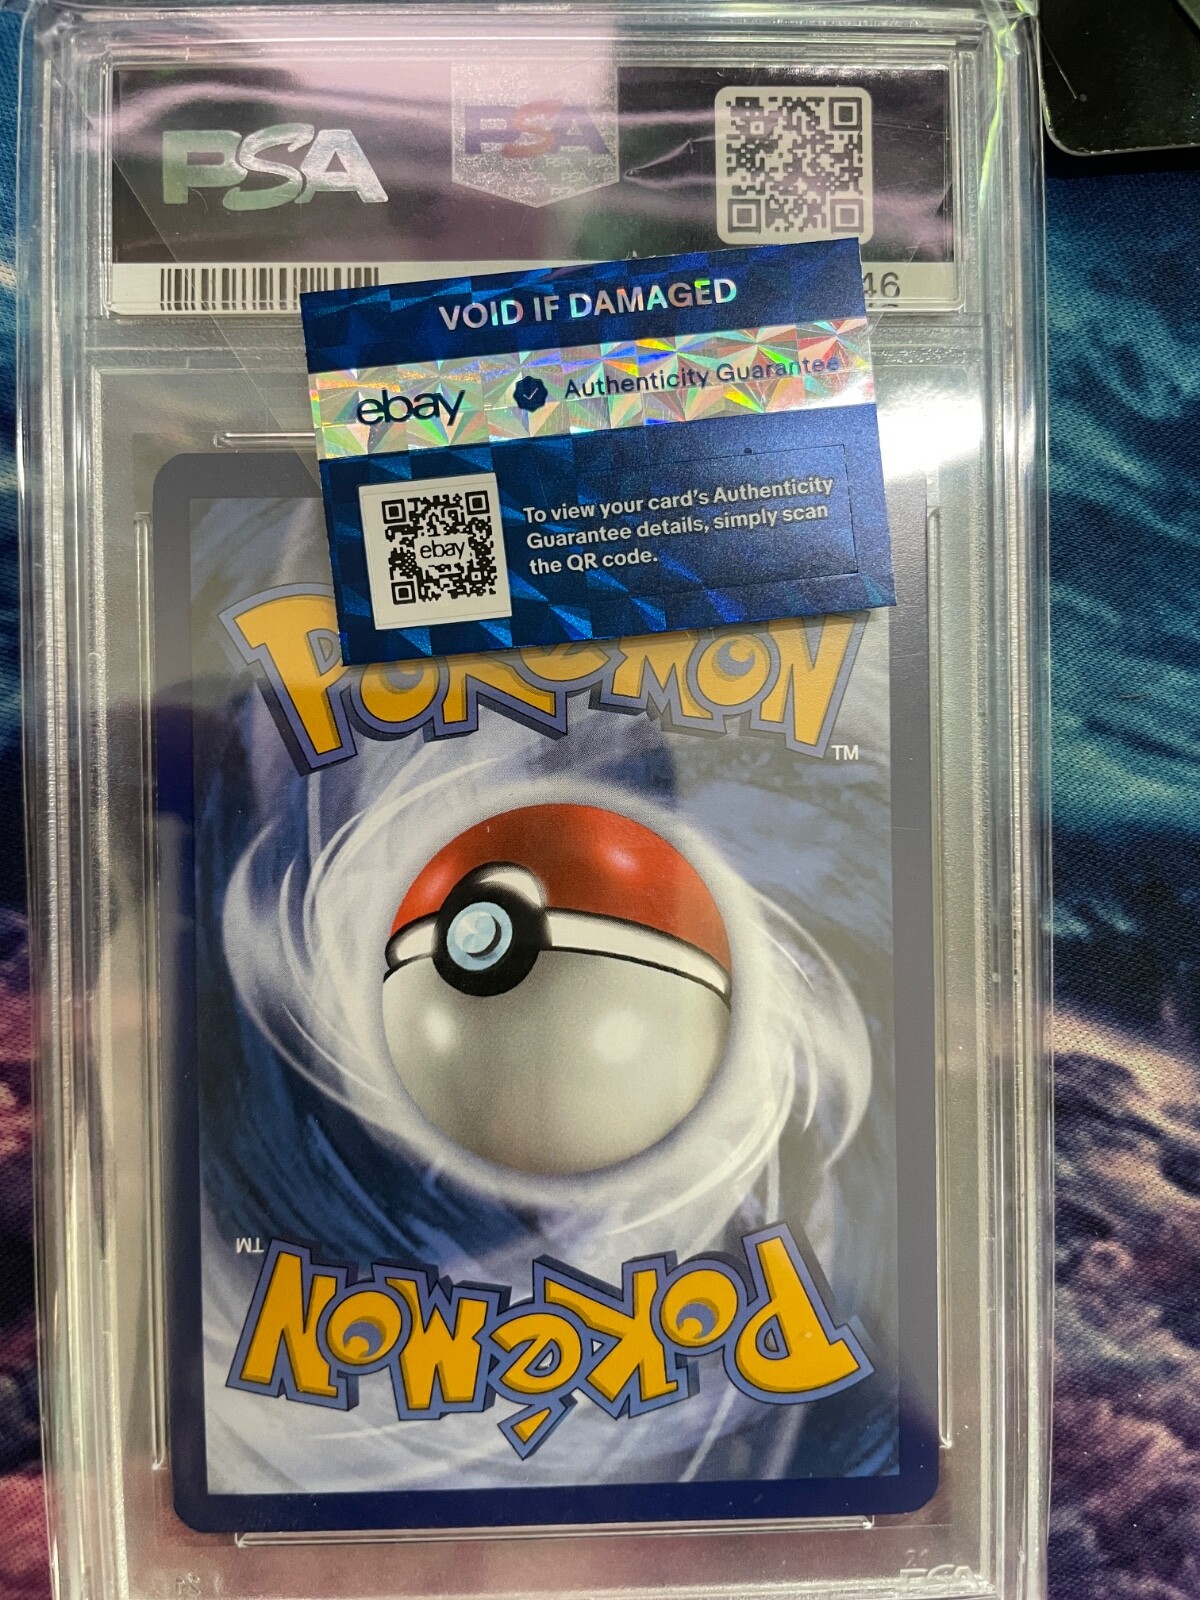 PSA
PSA
46
VOID IF DAMAGED
ebay Authenticity Guarantee
ebay
To view your card's Authenticity
Guarantee details, simply scan
the QR code.
POKéMON
TM
TM
POKéMON
PSA